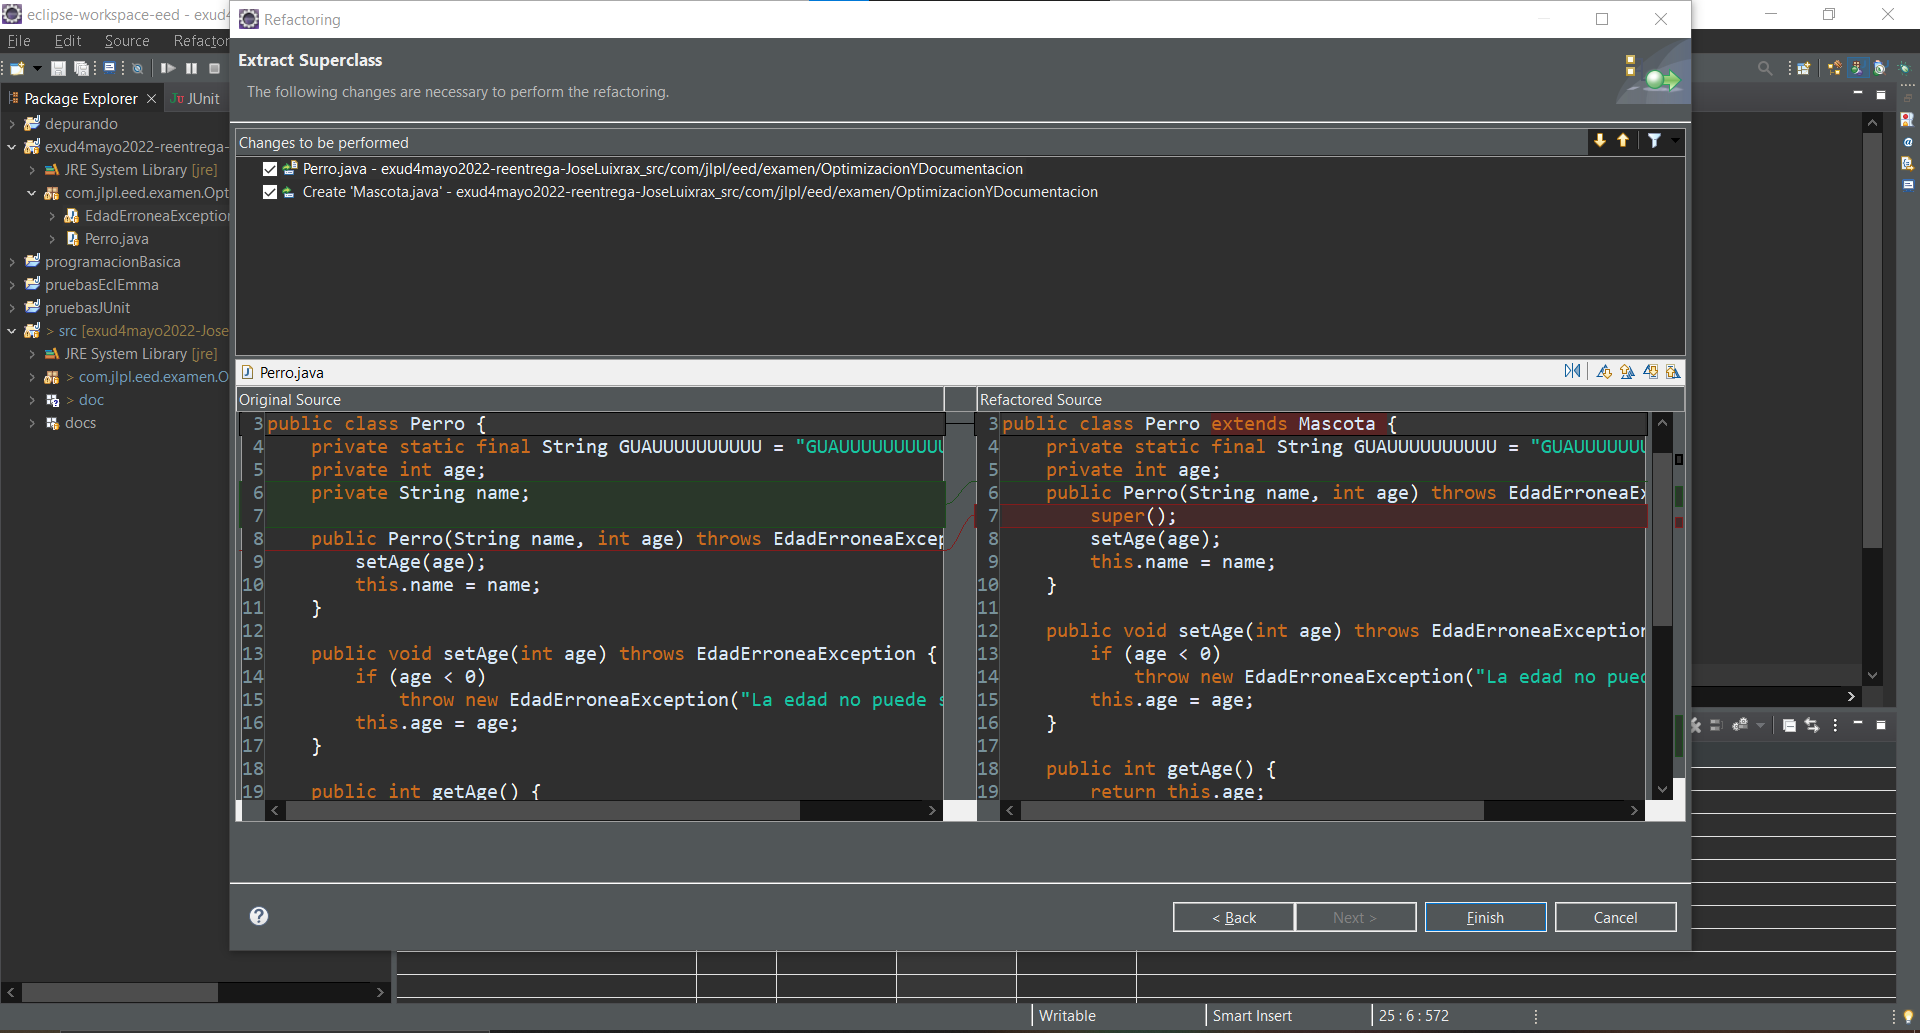 eclipse-workspace-eed - exud
File Edit Source Refactor
Package Explorer
JUnit
depurando
exud4mayo2022-reentrega-
JRE System Library [jre]
com.jlpl.eed.examen.Opt
EdadErroneaException
Perro.java
programacionBasica
pruebasEclEmma
pruebasJUnit
> src [exud4mayo2022-Jose
JRE System Library [jre]
> com.jlpl.eed.examen.O
> doc
docs
Refactoring
Extract Superclass
The following changes are necessary to perform the refactoring.
Changes to be performed
Perro.java - exud4mayo2022-reentrega-JoseLuixrax_src/com/jlpl/eed/examen/OptimizacionYDocumentacion
Create 'Mascota.java' - exud4mayo2022-reentrega-JoseLuixrax_src/com/jlpl/eed/examen/OptimizacionYDocumentacion
Perro.java
Original Source
3 public class Perro {
4 private static final String GUAUUUUUUUUUU = "GUAUUUUUUUUUU
5 private int age;
6 private String name;
7
8 public Perro(String name, int age) throws EdadErroneaExcep
9 setAge(age);
10 this.name = name;
11 }
12
13 public void setAge(int age) throws EdadErroneaException {
14 if (age < 0)
15 throw new EdadErroneaException("La edad no puede s
16 this.age = age;
17 }
18
19 public int getAge() {
Refactored Source
3 public class Perro extends Mascota {
4 private static final String GUAUUUUUUUUUU = "GUAUUUUUUU
5 private int age;
6 public Perro(String name, int age) throws EdadErroneaEx
7 super();
8 setAge(age);
9 this.name = name;
10 }
11
12 public void setAge(int age) throws EdadErroneaException
13 if (age < 0)
14 throw new EdadErroneaException("La edad no pued
15 this.age = age;
16 }
17
18 public int getAge() {
19 return this.age;
< Back
Next >
Finish
Cancel
Writable
Smart Insert
25 : 6 : 572